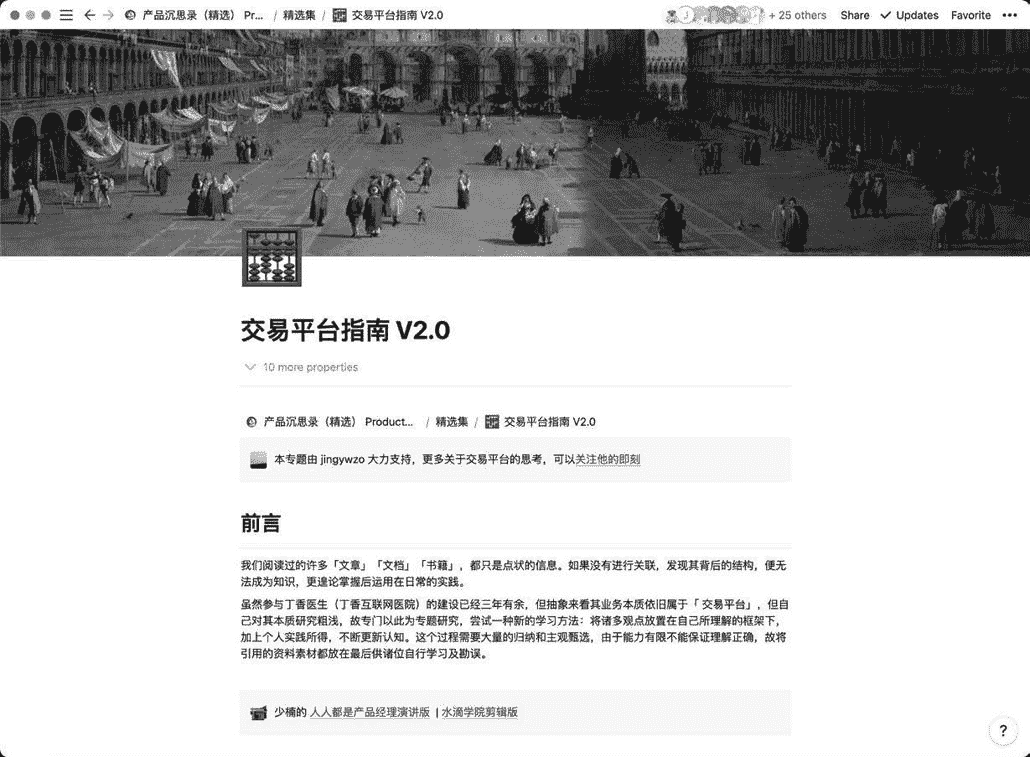 产品沉思录（精选） Pr... / 精选集 / 交易平台指南 V2.0
+ 25 others Share ✓ Updates Favorite •••
交易平台指南 V2.0
10 more properties
产品沉思录（精选） Product... / 精选集 / 交易平台指南 V2.0
本专题由 jingywzo 大力支持，更多关于交易平台的思考，可以关注他的即刻
前言
我们阅读过的许多「文章」「文档」「书籍」，都只是点状的信息。如果没有进行关联，发现其背后的结构，便无
法成为知识，更遑论掌握后运用在日常的实践。
虽然参与丁香医生（丁香互联网医院）的建设已经三年有余，但抽象来看其业务本质依旧属于「 交易平台」，但自
己对其本质研究粗浅，故专门以此为专题研究，尝试一种新的学习方法：将诸多观点放置在自己所理解的框架下，
加上个人实践所得，不断更新认知。这个过程需要大量的归纳和主观甄选，由于能力有限不能保证理解正确，故将
引用的资料素材都放在最后供诸位自行学习及勘误。
少楠的 人人都是产品经理演讲版 | 水滴学院剪辑版
?